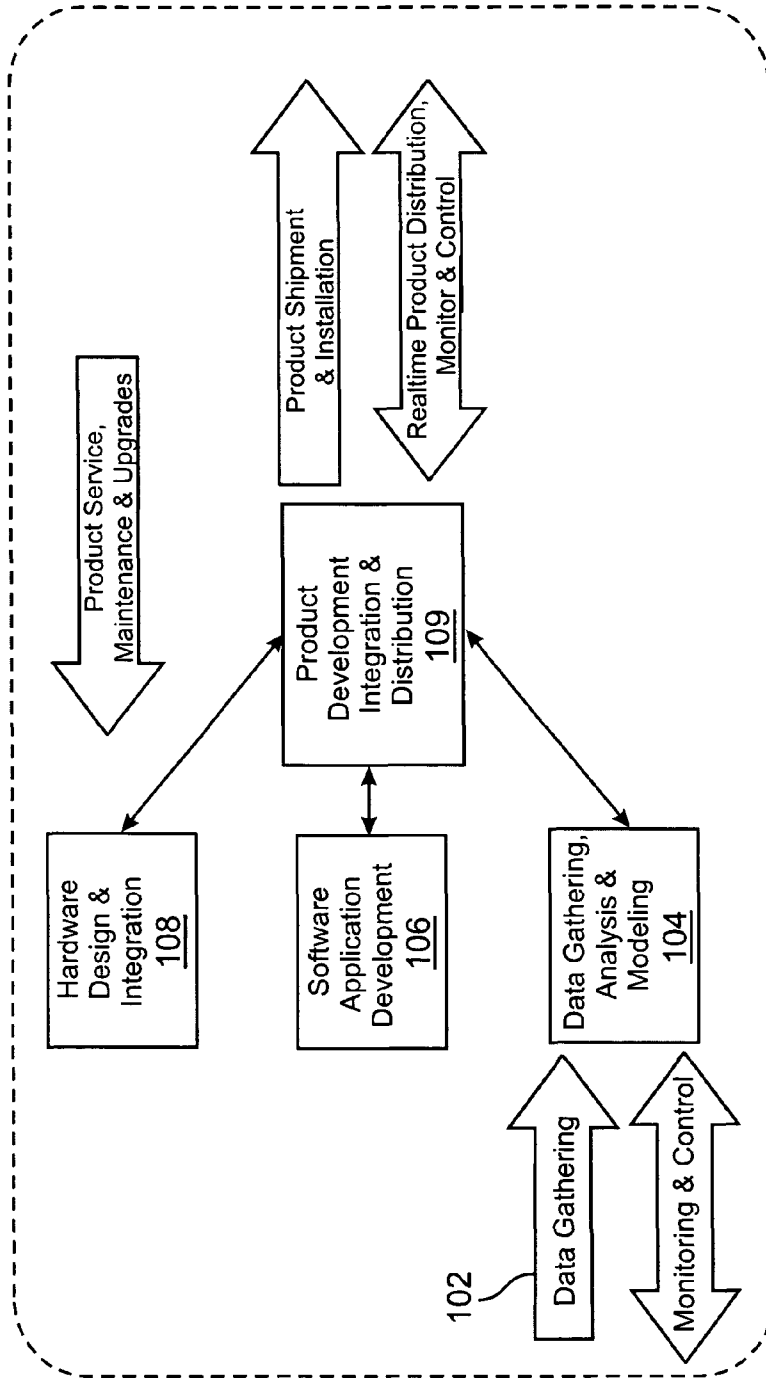 Product Service,
Maintenance & Upgrades
Hardware
Design &
Integration
108
Product Shipment
& Installation
Software
Application
Development
106
Product
Development
Integration &
Distribution
109
Realtime Product Distribution,
Monitor & Control
102
Data Gathering
Data Gathering,
Analysis &
Modeling
104
Monitoring & Control